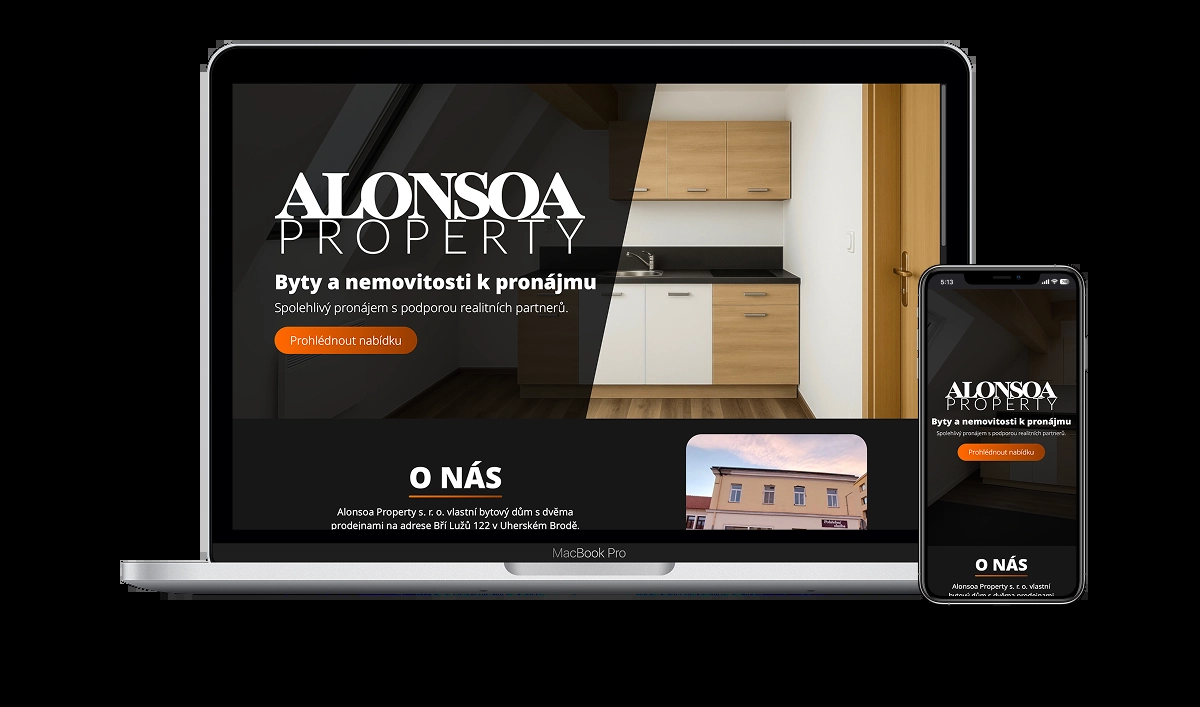 ALONSOA
PROPERTY
Byty a nemovitosti k pronájmu
Spolehlivý pronájem s podporou realitních partnerů.
Prohlédnout nabídku
O NÁS
Alonsoa Property s. r. o. vlastní bytový dům s dvěma
prodejnami na adrese Bří Lužů 122 v Uherském Brodě.
MacBook Pro
5:13
ALONSOA
PROPERTY
Byty a nemovitosti k pronájmu
Spolehlivý pronájem s podporou realitních partnerů.
Prohlédnout nabídku
O NÁS
Alonsoa Property s. r. o. vlastní
bytový dům s dvěma prodejnami